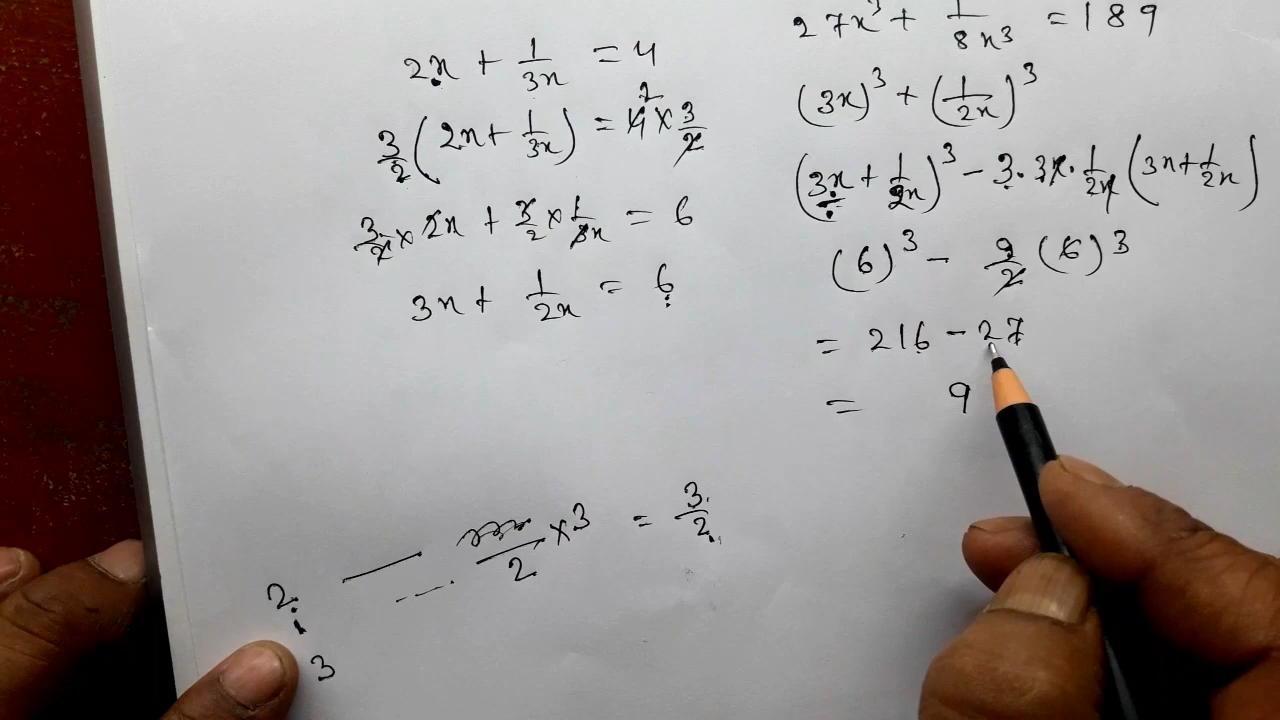 2x + 1/3x = 4
3/2 (2x + 1/3x) = 4 2 × 3/2
3/2 × 2x + 3/2 × 1/3x = 6
3x + 1/2x = 6
27x³ + 1/8x³ = 189
(3x)³ + (1/2x)³
(3x + 1/2x)³ - 3·3x·1/2x (3x + 1/2x)
(6)³ - 9/2 (6)3
= 216 - 27
= 9
2 3
/2 ×3 = 3/2